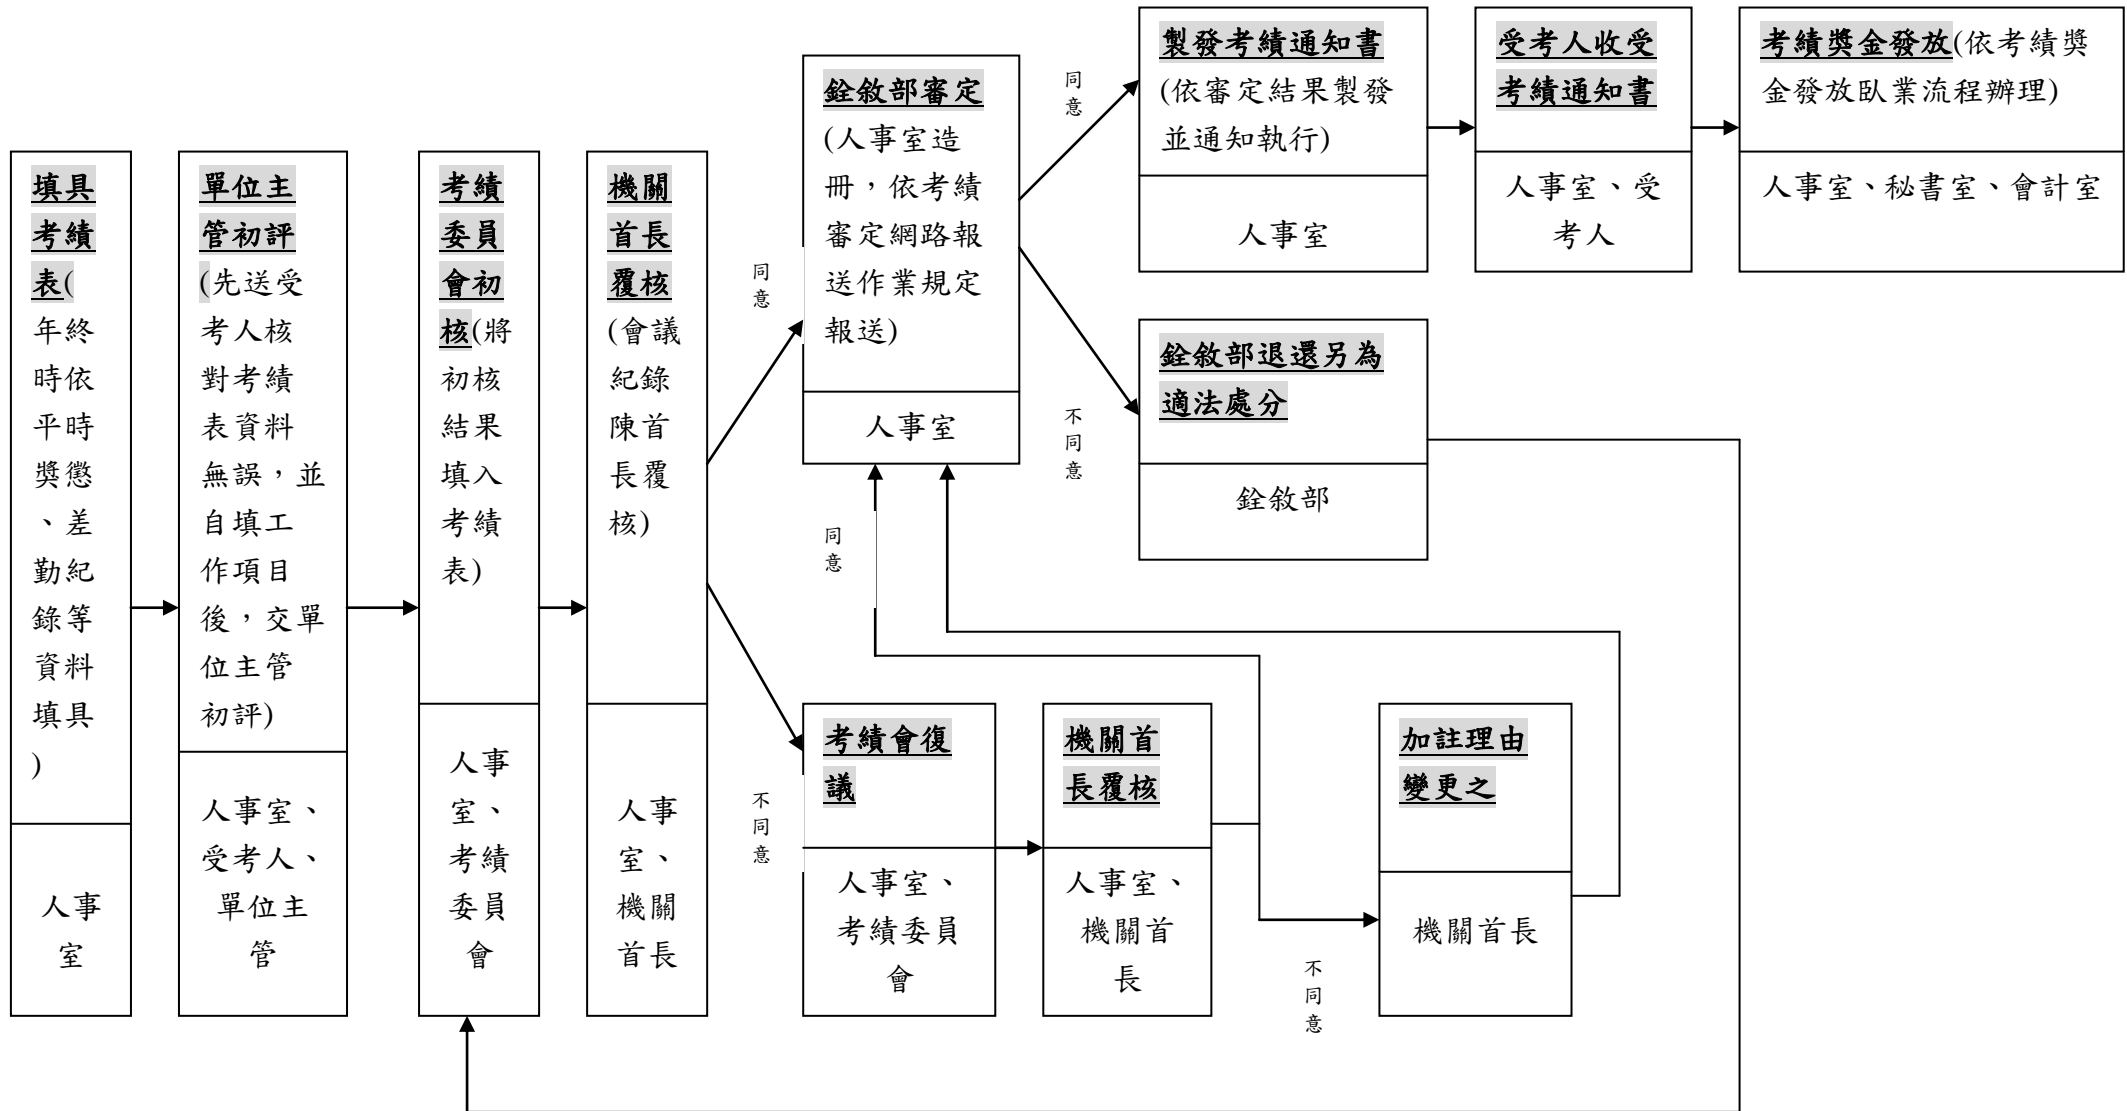 填具
考績
表(
年終
時依
平時
獎懲
、差
勤紀
錄等
資料
填具
)
人事
室
單位主
管初評
(先送受
考人核
對考績
表資料
無誤，並
自填工
作項目
後，交單
位主管
初評)
人事室、
受考人、
單位主
管
考績
委員
會初
核(將
初核
結果
填入
考績
表)
人事
室、
考績
委員
會
機關
首長
覆核
(會議
紀錄
陳首
長覆
核)
人事
室、
機關
首長
同
意
不
同
意
銓敘部審定
(人事室造
冊，依考績
審定網路報
送作業規定
報送)
人事室
同
意
不
同
意
製發考績通知書
(依審定結果製發
並通知執行)
人事室
受考人收受
考績通知書
人事室、受
考人
考績獎金發放(依考績獎
金發放臥業流程辦理)
人事室、秘書室、會計室
銓敘部退還另為
適法處分
銓敘部
同
意
考績會復
議
人事室、
考績委員
會
機關首
長覆核
人事室、
機關首
長
不
同
意
加註理由
變更之
機關首長